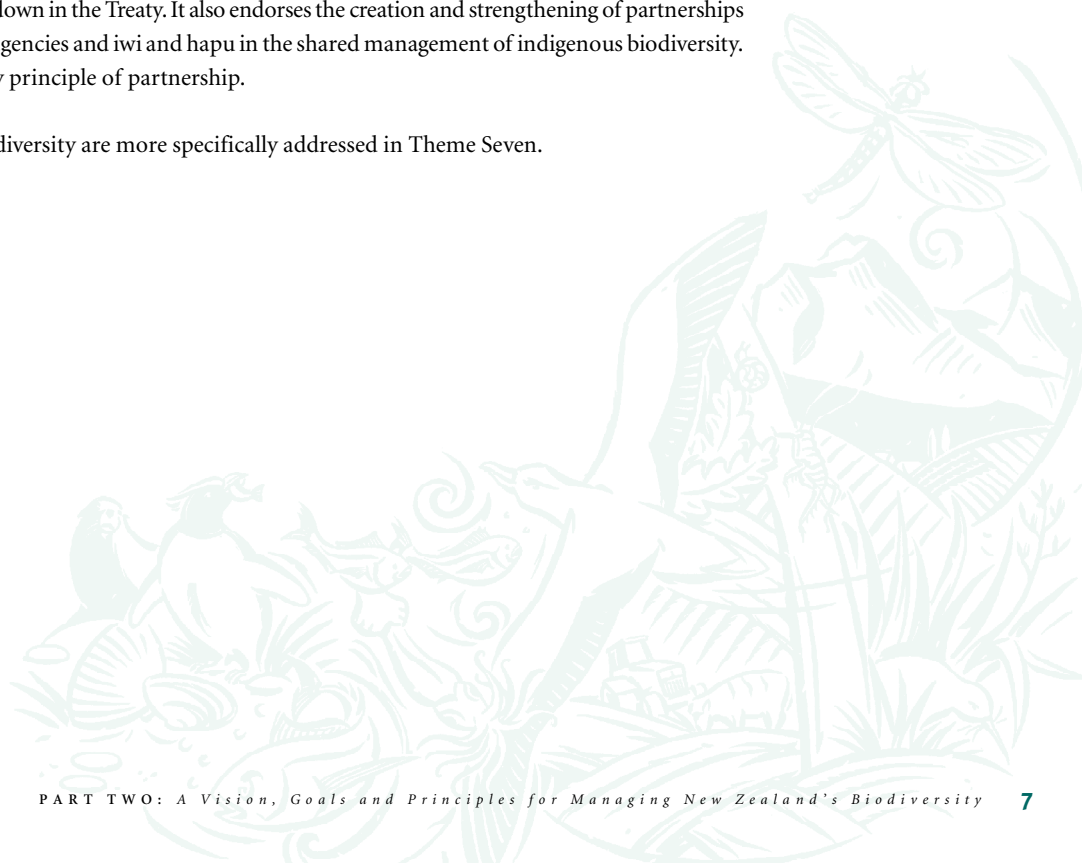 down in the Treaty. It also endorses the creation and strengthening of partnerships
gencies and iwi and hapu in the shared management of indigenous biodiversity.
principle of partnership.
diversity are more specifically addressed in Theme Seven.
PART TWO: A Vision, Goals and Principles for Managing New Zealand's Biodiversity 7